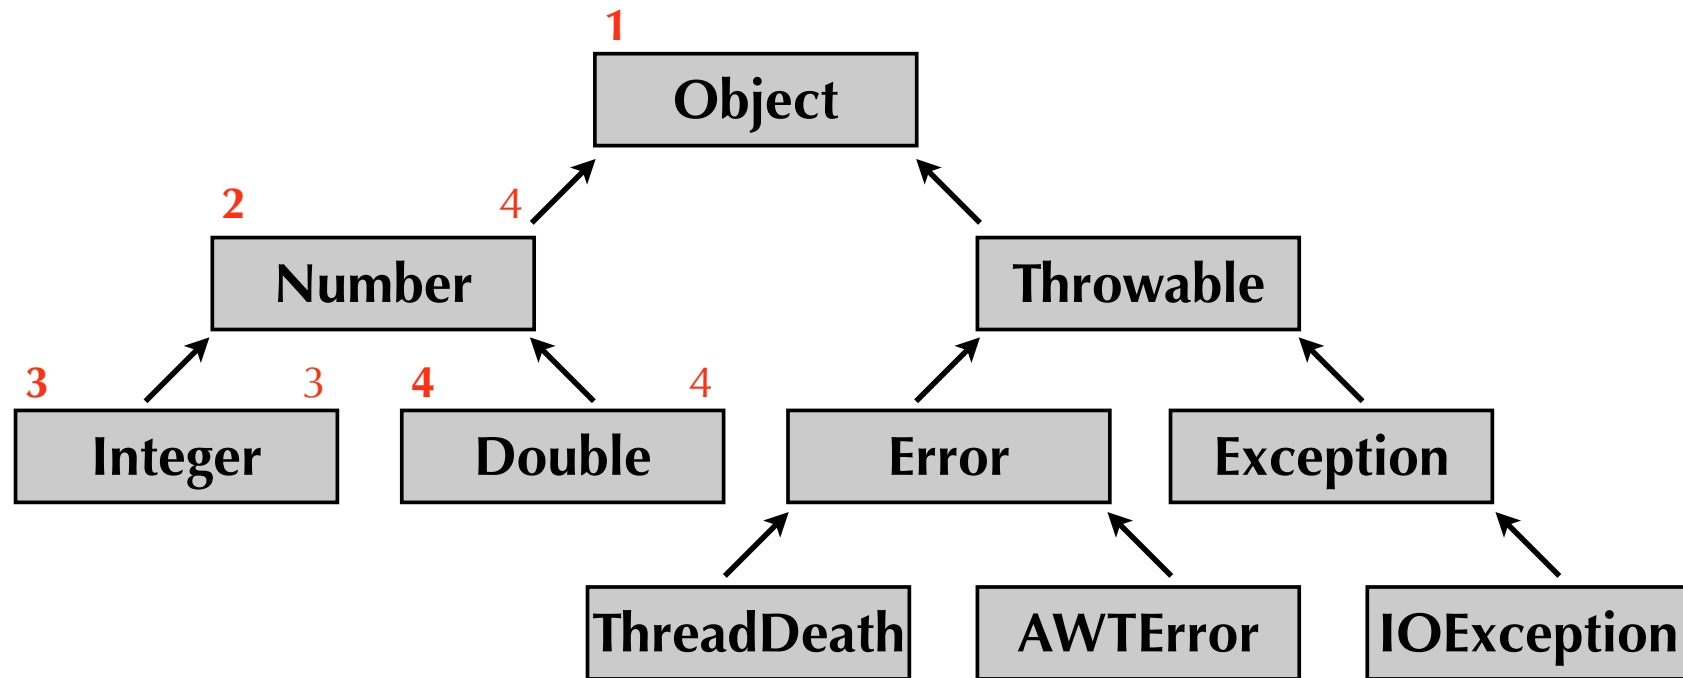 1
Object
2 4
Number Throwable
3 3 4 4
Integer Double Error Exception
ThreadDeath AWTError IOException